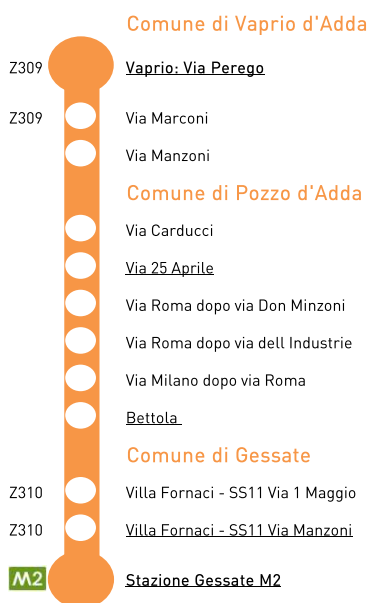 Comune di Vaprio d'Adda
Z309 Vaprio: Via Perego
Z309 Via Marconi
Via Manzoni
Comune di Pozzo d'Adda
Via Carducci
Via 25 Aprile
Via Roma dopo via Don Minzoni
Via Roma dopo via dell Industrie
Via Milano dopo via Roma
Bettola
Comune di Gessate
Z310 Villa Fornaci - SS11 Via 1 Maggio
Z310 Villa Fornaci - SS11 Via Manzoni
M2 Stazione Gessate M2